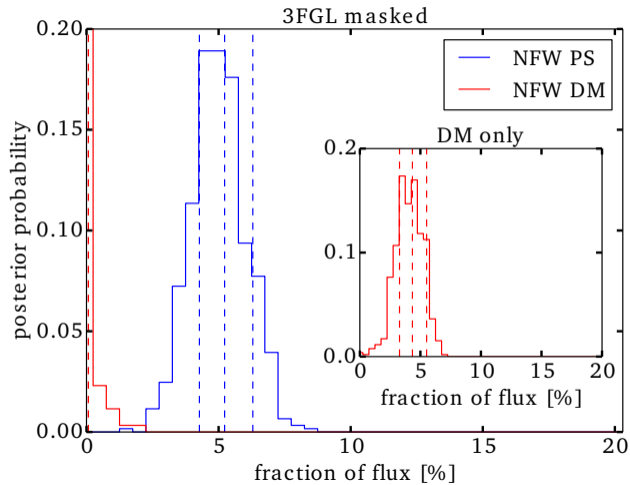 3FGL masked
0.20
0.15
0.10
0.05
0.00
posterior probability
NFW PS
NFW DM
DM only
0.2
0.1
0.0
0 5 10 15 20
fraction of flux [%]
0 5 10 15 20
fraction of flux [%]